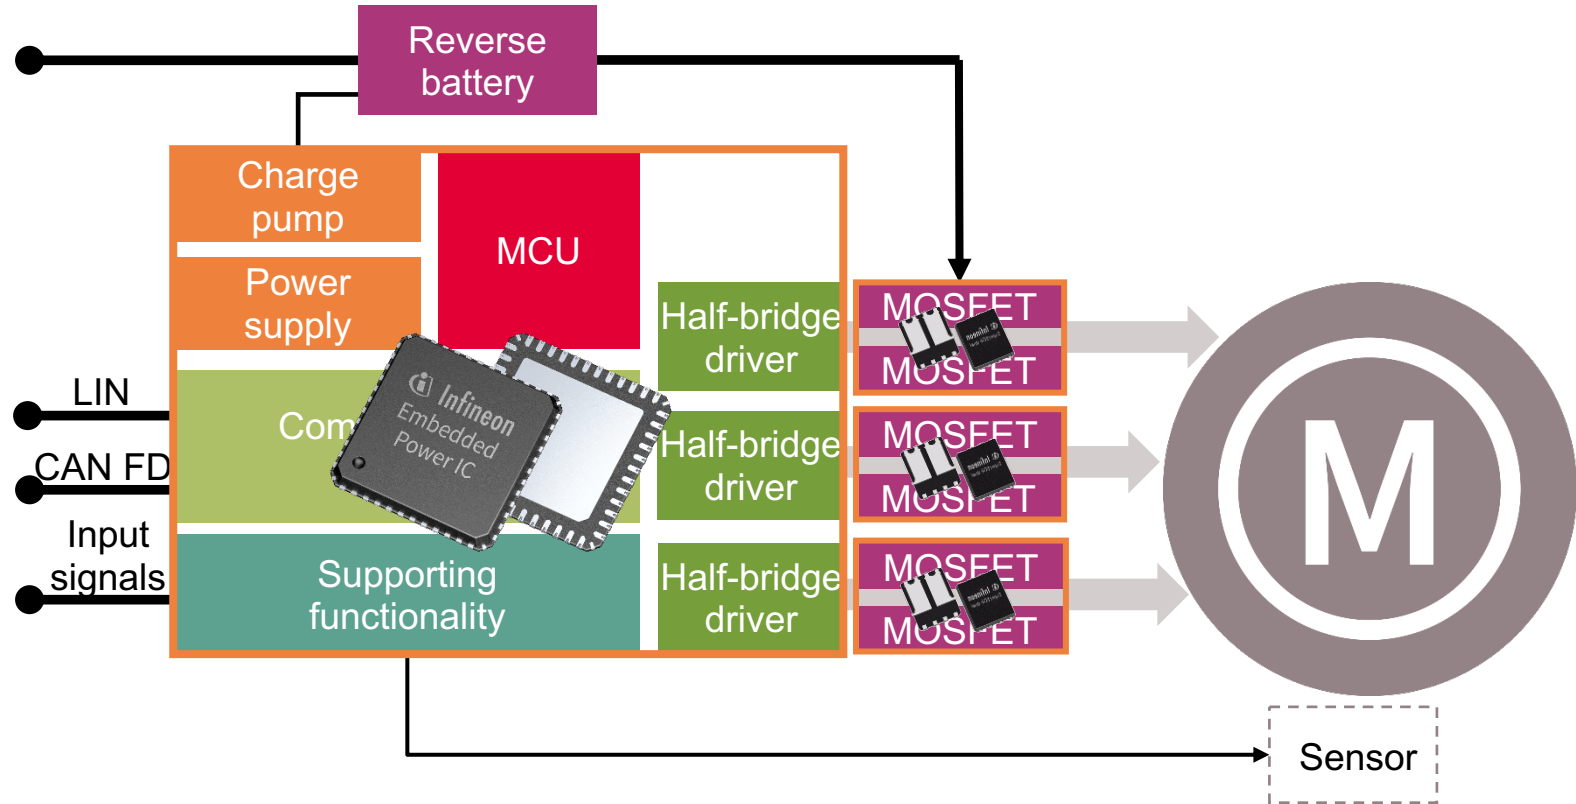 Reverse
battery
Charge
pump
MCU
Power
supply
Half-bridge
driver
MOSFET
MOSFET
LIN
Com
Infineon
Embedded
Power IC
Half-bridge
driver
MOSFET
MOSFET
CAN FD
M
Input
signals
Supporting
functionality
Half-bridge
driver
MOSFET
MOSFET
Sensor